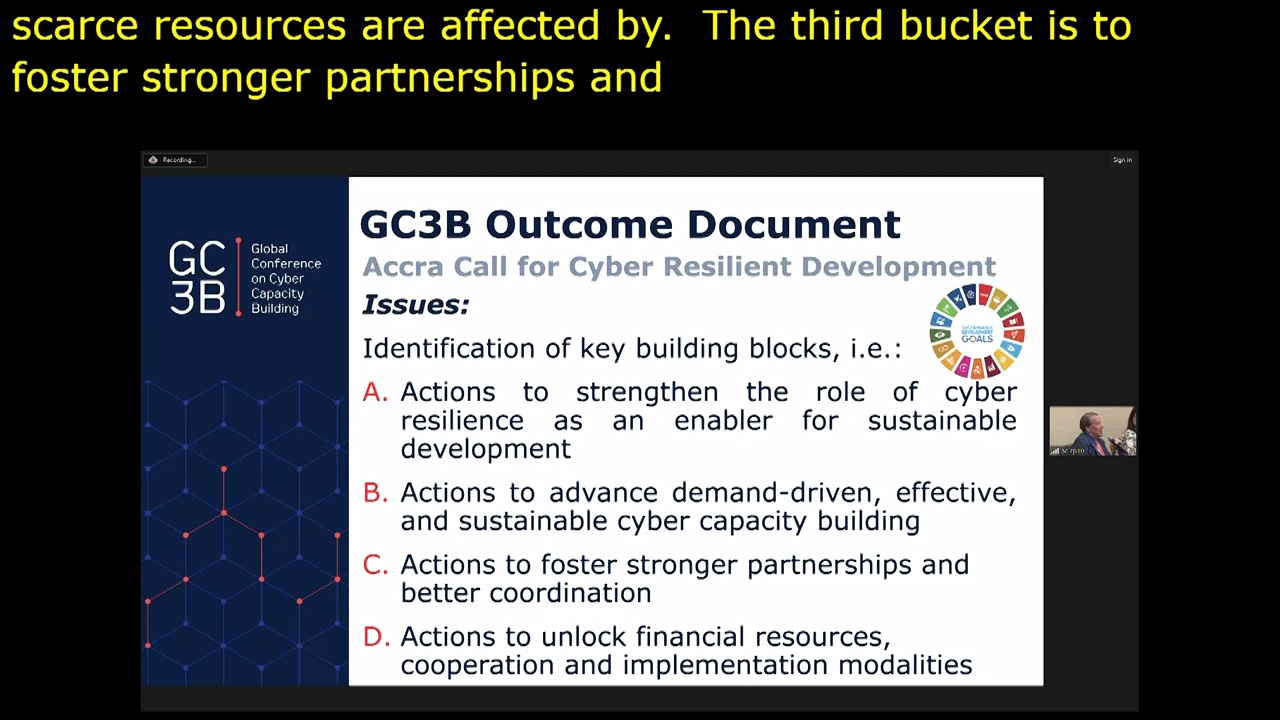 scarce resources are affected by.  The third bucket is to
foster stronger partnerships and
Recording...
Sign in
GC
3B
Global
Conference
on Cyber
Capacity
Building
GC3B Outcome Document
Accra Call for Cyber Resilient Development
Issues:
SUSTAINABLE
DEVELOPMENT
GOALS
Identification of key building blocks, i.e.:
A. Actions to strengthen the role of cyber
resilience as an enabler for sustainable
development
B. Actions to advance demand-driven, effective,
and sustainable cyber capacity building
C. Actions to foster stronger partnerships and
better coordination
D. Actions to unlock financial resources,
cooperation and implementation modalities